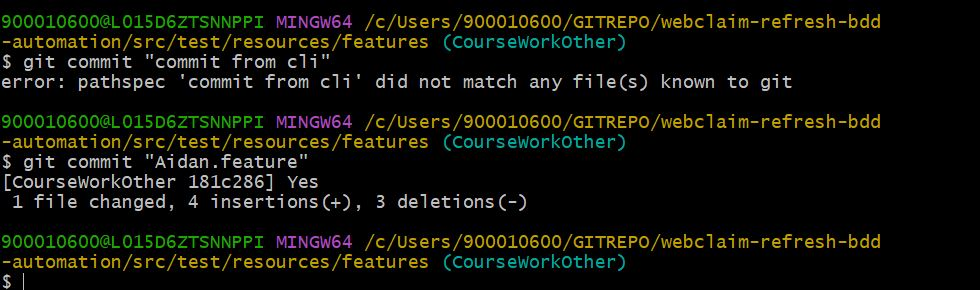 900010600@L015D6ZTSNNPPI MINGW64 /c/Users/900010600/GITREPO/webclaim-refresh-bdd
-automation/src/test/resources/features (CourseWorkOther)
$ git commit "commit from cli"
error: pathspec 'commit from cli' did not match any file(s) known to git
900010600@L015D6ZTSNNPPI MINGW64 /c/Users/900010600/GITREPO/webclaim-refresh-bdd
-automation/src/test/resources/features (CourseWorkOther)
$ git commit "Aidan.feature"
[CourseWorkOther 181c286] Yes
 1 file changed, 4 insertions(+), 3 deletions(-)
900010600@L015D6ZTSNNPPI MINGW64 /c/Users/900010600/GITREPO/webclaim-refresh-bdd
-automation/src/test/resources/features (CourseWorkOther)
$